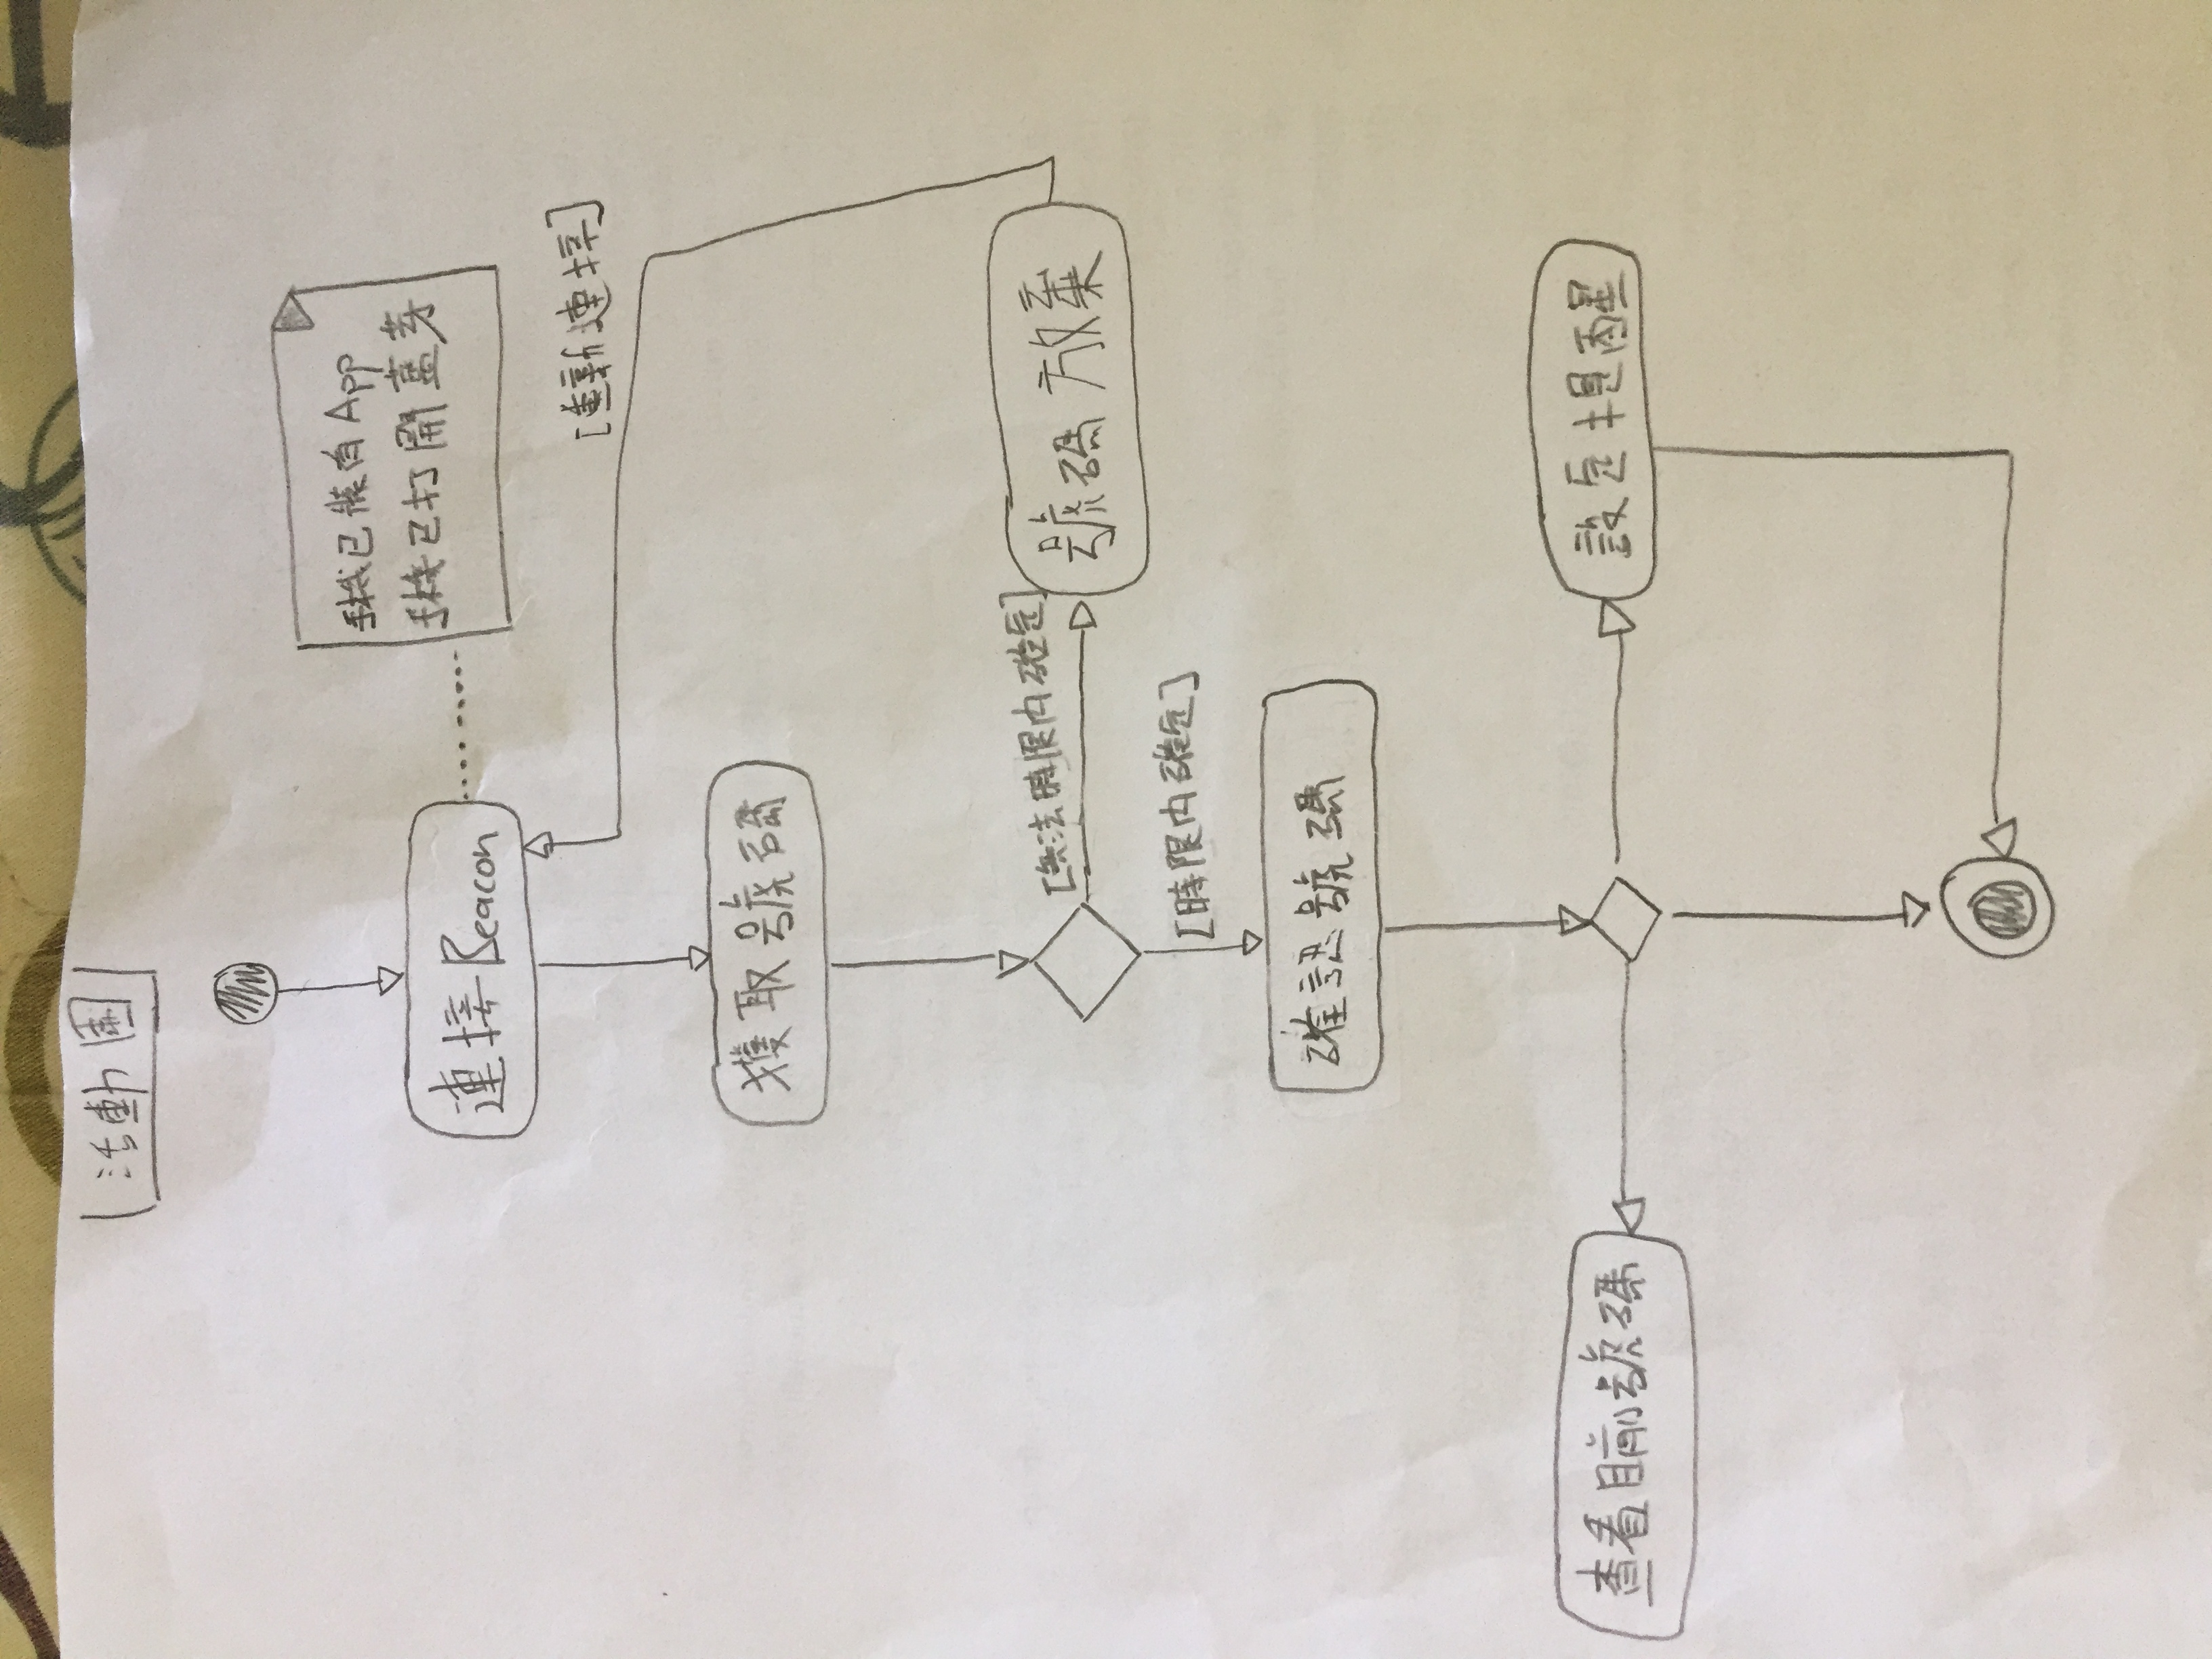 活動圖
手機已裝有App
手機已打開藍芽
連接Beacon
[重新連接]
獲取號碼
[無法時限內確定]
號碼放棄
[時限內確定]
確認號碼
查看目前號碼
設定提醒